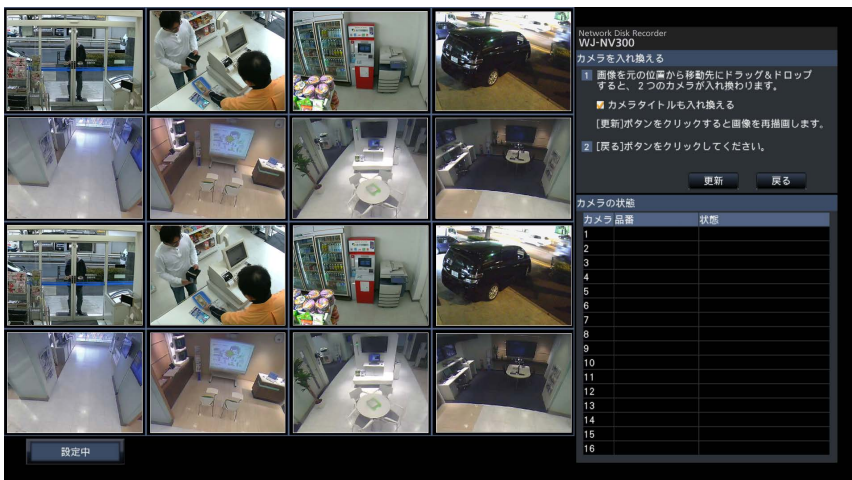 Network Disk Recorder
WJ-NV300
カメラを入れ換える
1 画像を元の位置から移動先にドラッグ＆ドロップ
すると、２つのカメラが入れ換わります。
カメラタイトルも入れ換える
[更新]ボタンをクリックすると画像を再描画します。
2 [戻る]ボタンをクリックしてください。
更新 戻る
カメラの状態
カメラ 品番 状態
1
2
3
4
5
6
7
8
9
10
11
12
13
14
15
16
設定中